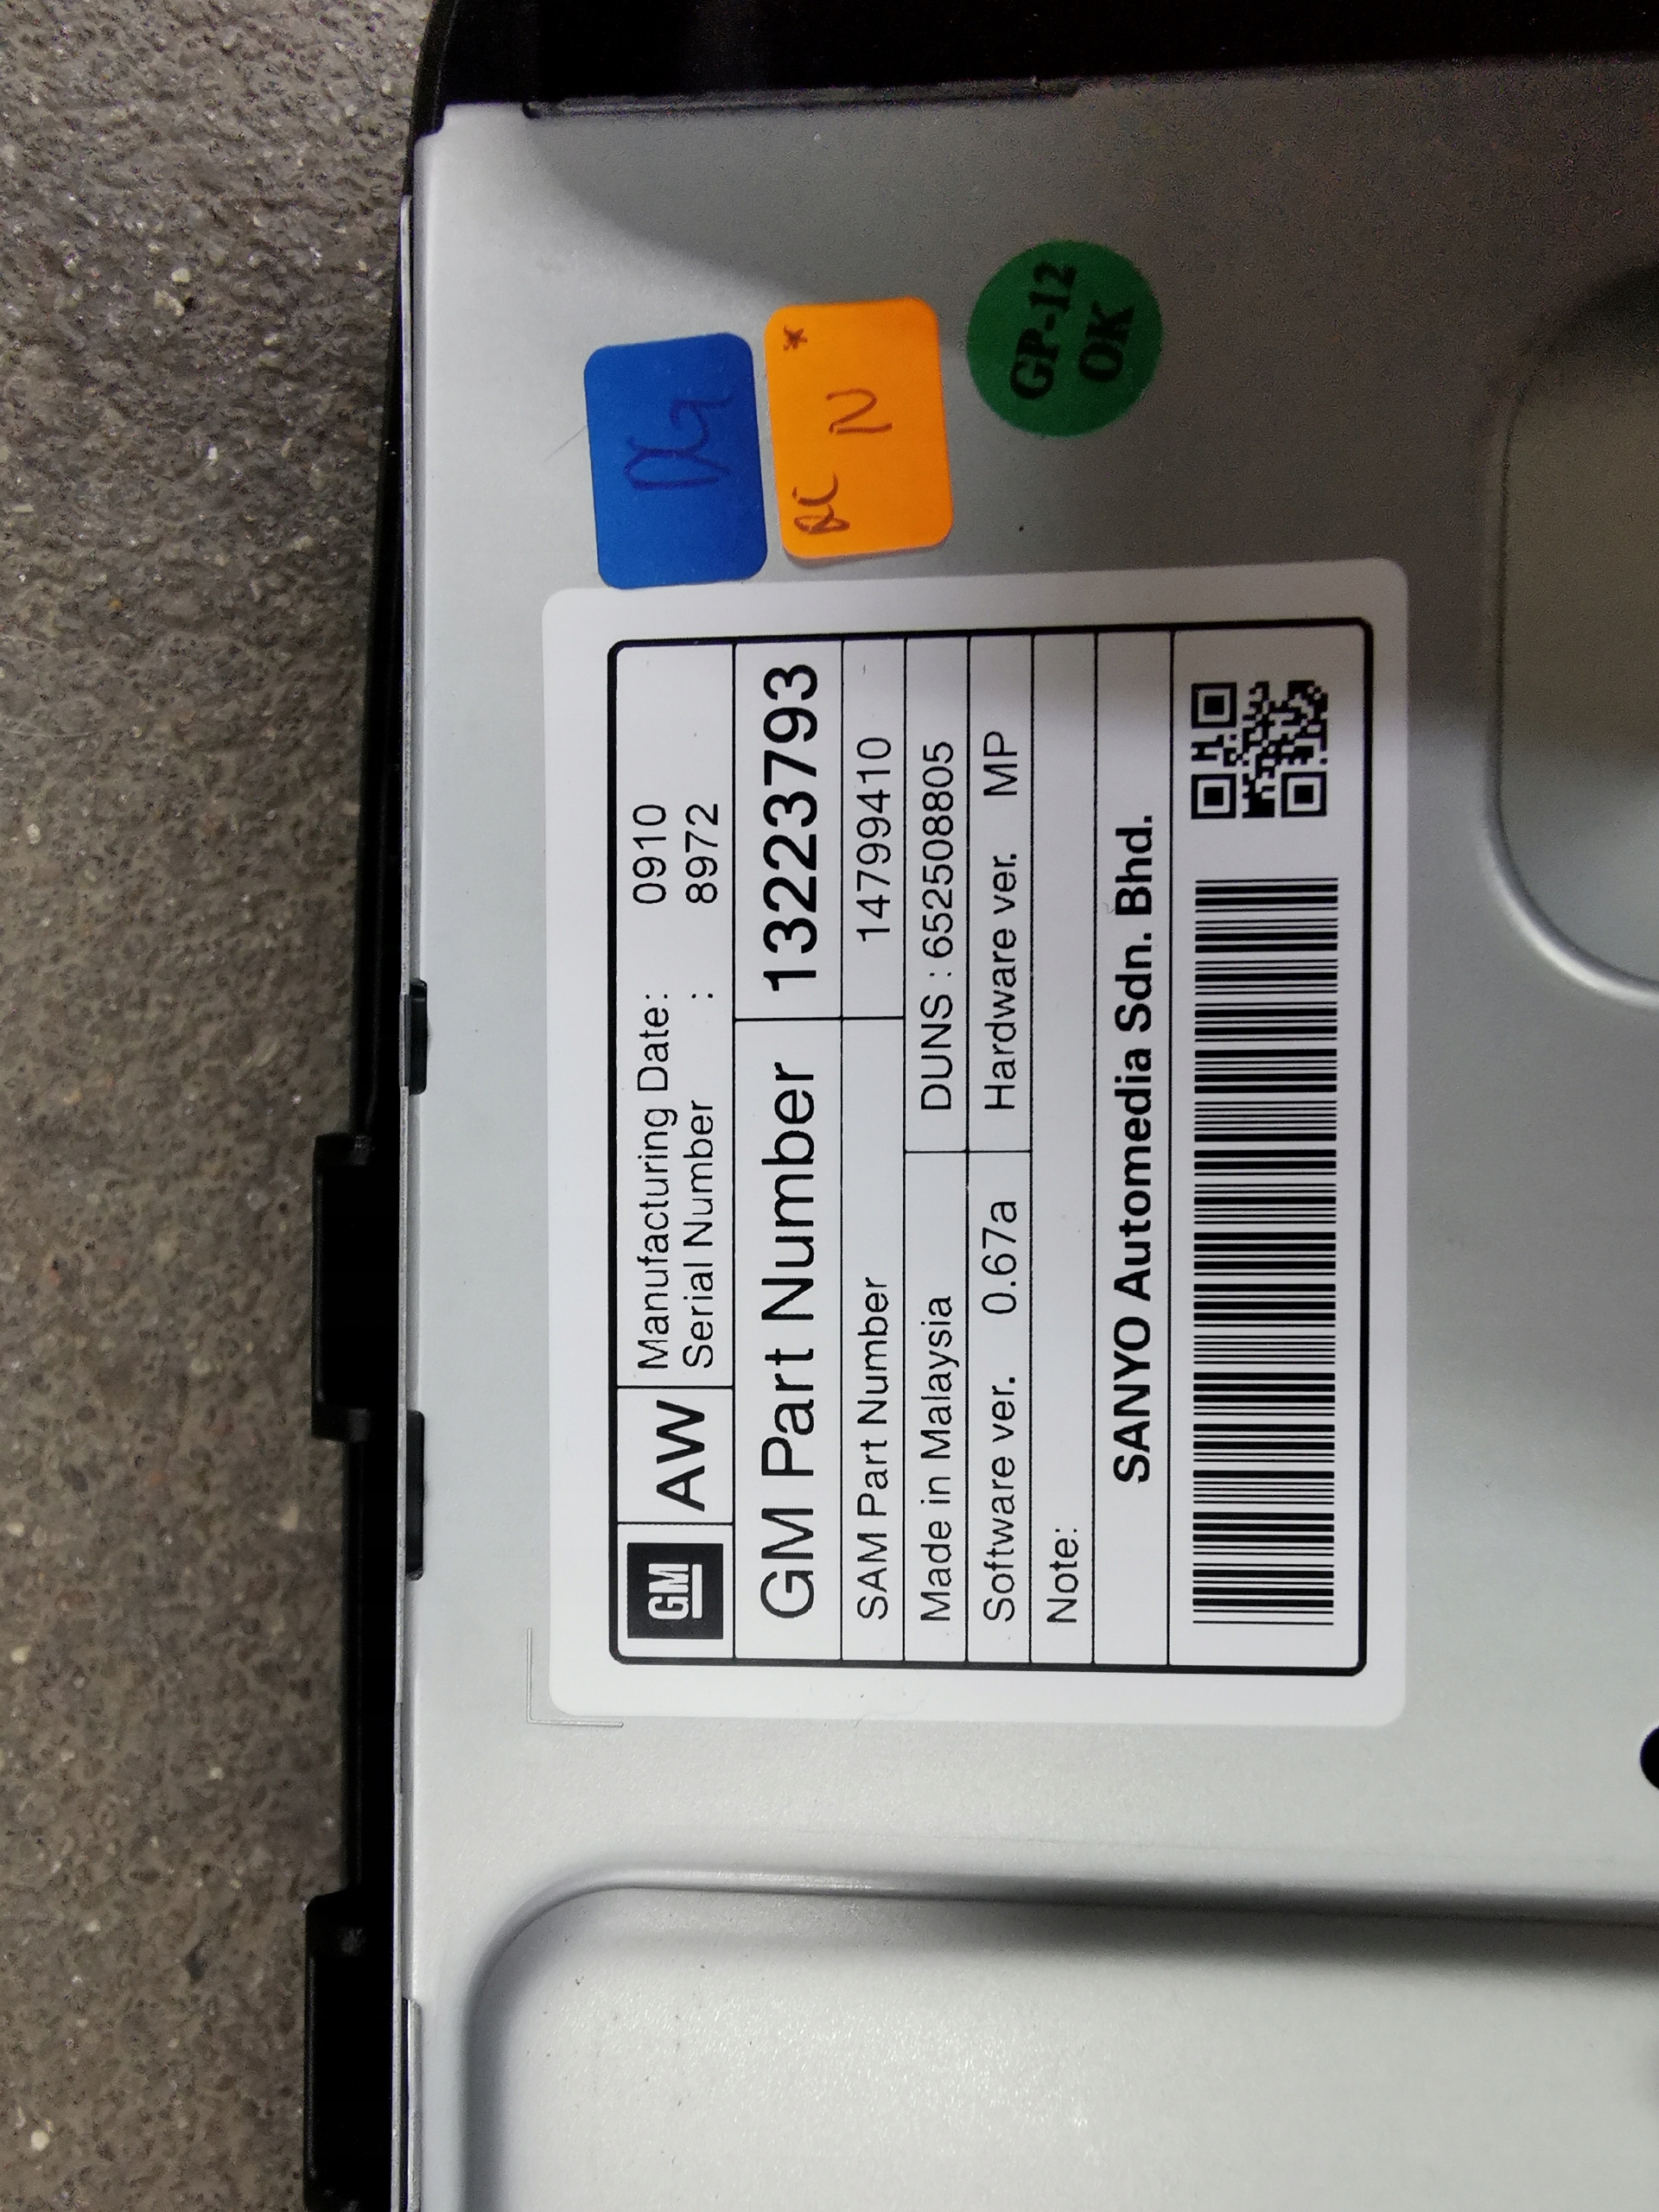 GM AW
Manufacturing Date: 0910
Serial Number : 8972
GM Part Number 13223793
SAM Part Number 14799410
Made in Malaysia DUNS : 652508805
Software ver. 0.67a Hardware ver. MP
Note:
SANYO Automedia Sdn. Bhd.
N *
GP-12
OK